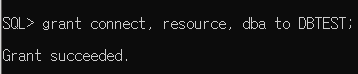 SQL> grant connect, resource, dba to DBTEST;
Grant succeeded.